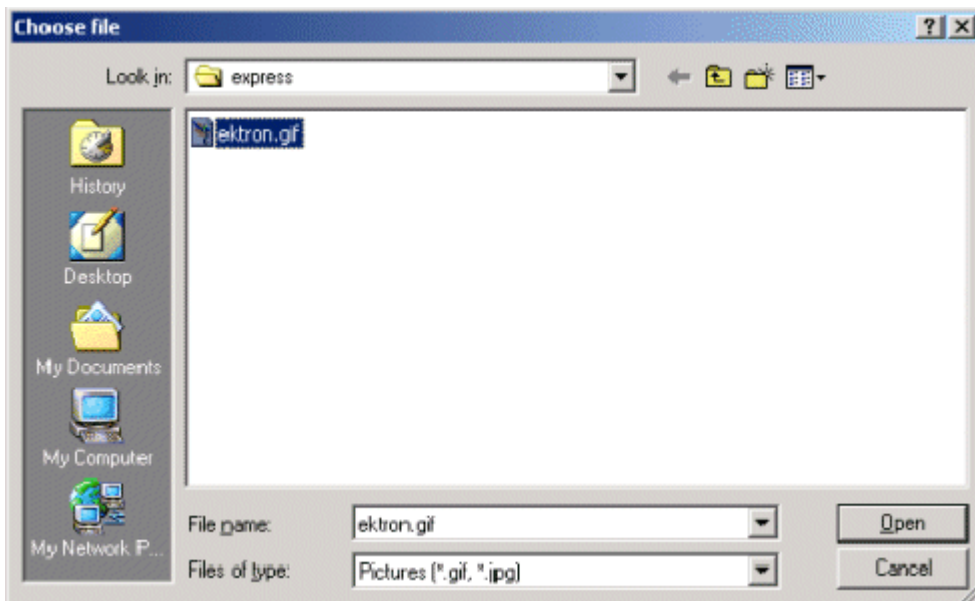 Choose file
Look in: express
ektron.gif
History
Desktop
My Documents
My Computer
My Network P...
File name: ektron.gif Open
Files of type: Pictures (*.gif, *.jpg) Cancel